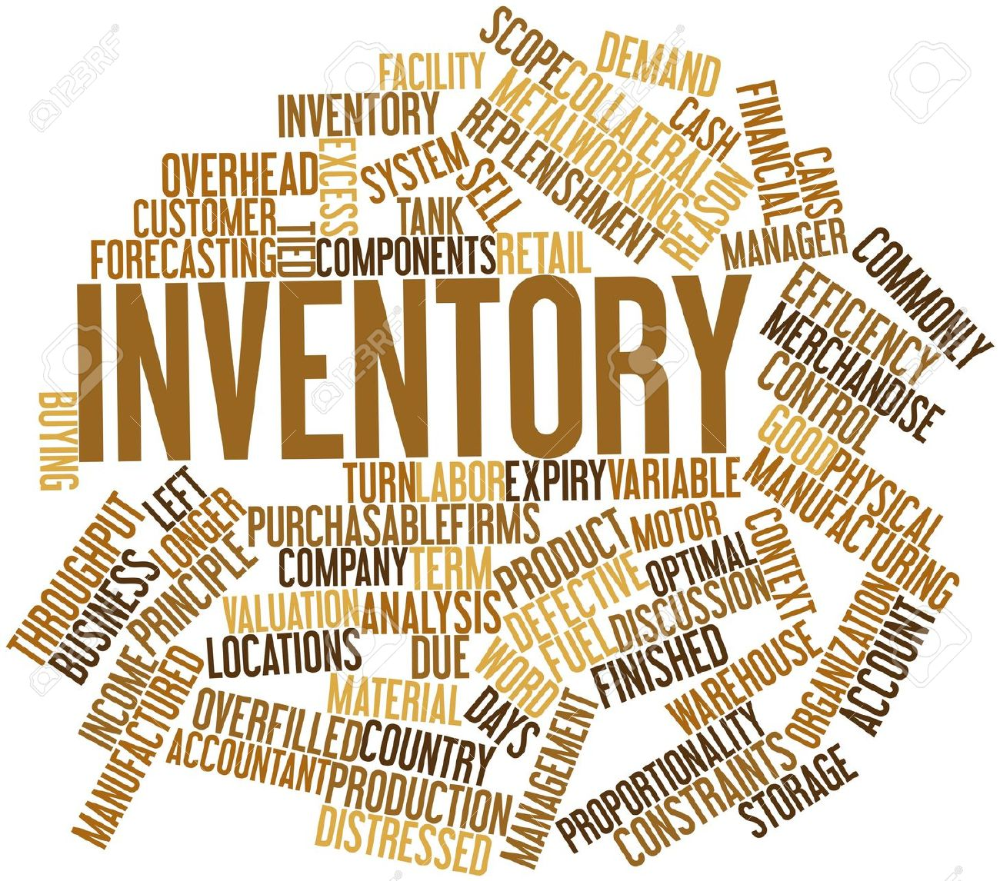 SCOPE
DEMAND
FACILITY
COLLATERAL
METALWORKING
CASH
FINANCIAL
INVENTORY
REPLENISHMENT
EXCESS
SYSTEM
SELL
CANS
OVERHEAD
REASON
CUSTOMER
TIED
TANK
MANAGER
COMMONLY
FORECASTING
COMPONENTS
RETAIL
EFFICIENCY
INVENTORY
MERCHANDISE
CONTROL
BUYING
GOOD
PHYSICAL
MANUFACTURING
TURN
LABOR
EXPIRY
VARIABLE
LEFT
LONGER
THROUGHPUT
PURCHASABLE
FIRMS
PRODUCT
MOTOR
CONTEXT
BUSINESS
PRINCIPLE
COMPANY
TERM
DEFECTIVE
OPTIMAL
VALUATION
ANALYSIS
FUEL
DISCUSSION
ORGANIZATION
ACCOUNT
LOCATIONS
DUE
WORD
FINISHED
WAREHOUSE
INCOME
MANUFACTURED
MATERIAL
DAYS
OVERFILLED
COUNTRY
MANAGEMENT
PROPORTIONALITY
CONSTRAINTS
STORAGE
ACCOUNTANT
PRODUCTION
DISTRESSED
123RF